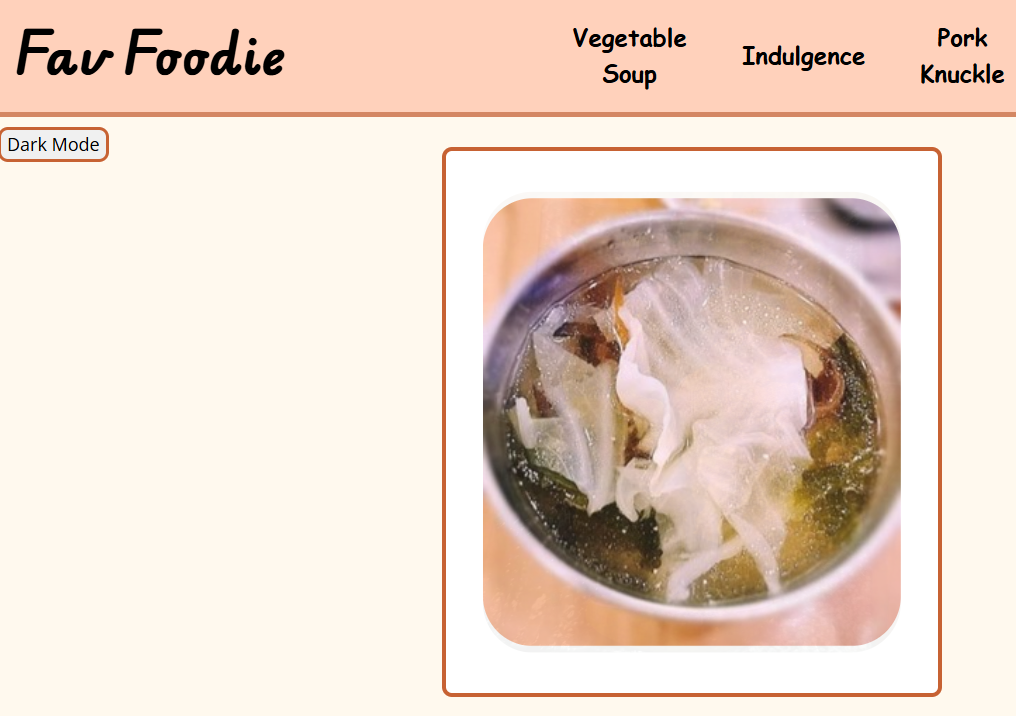 Fav Foodie
Vegetable
Soup
Indulgence
Pork
Knuckle
Dark Mode